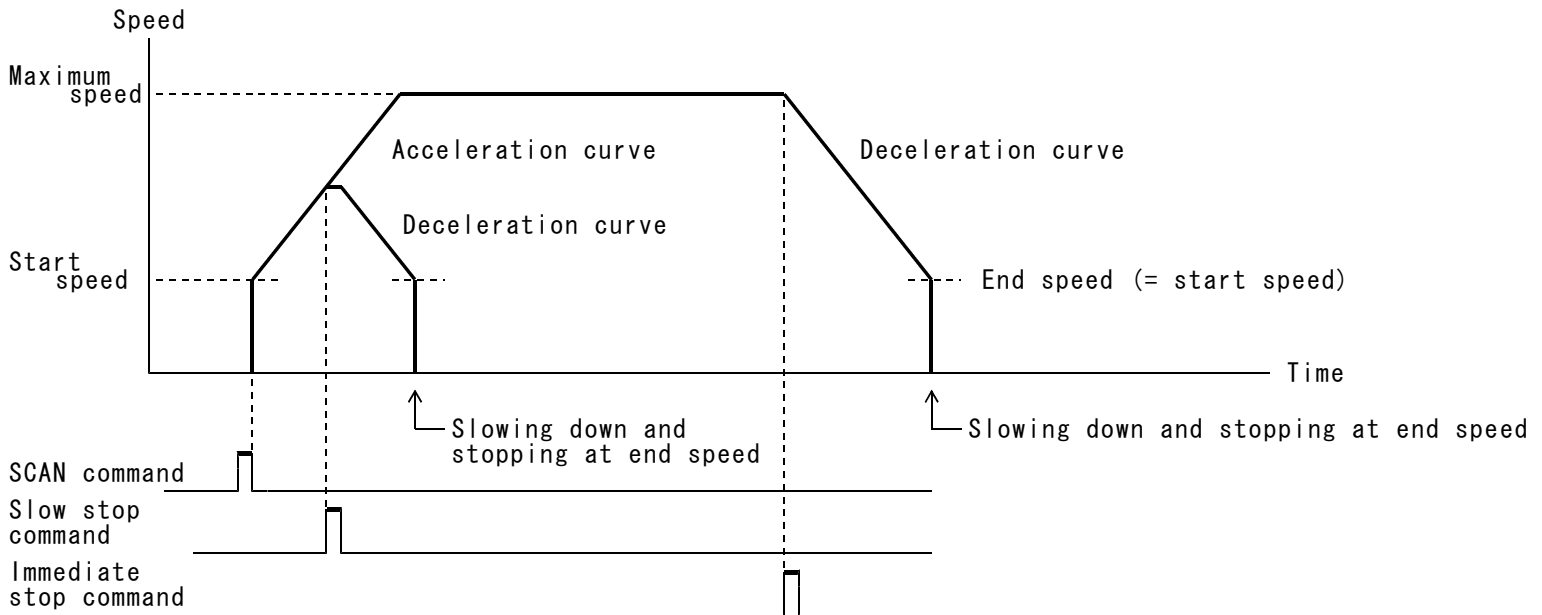 Speed
Maximum
speed
Acceleration curve
Deceleration curve
Deceleration curve
Start
speed
End speed (= start speed)
Time
Slowing down and
stopping at end speed
Slowing down and stopping at end speed
SCAN command
Slow stop
command
Immediate
stop command